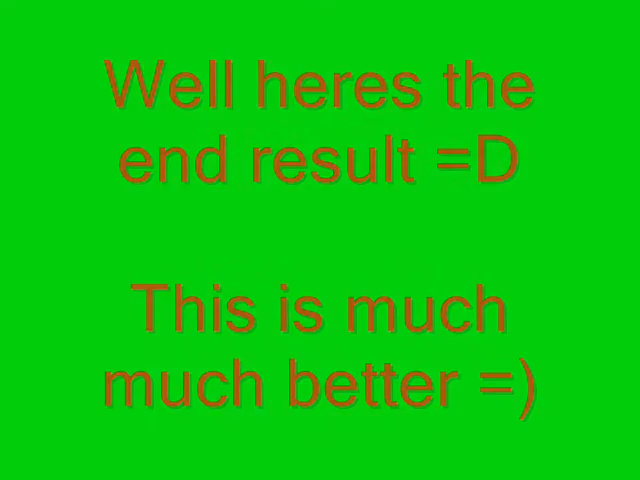 Well heres the
end result =D
This is much
much better =)